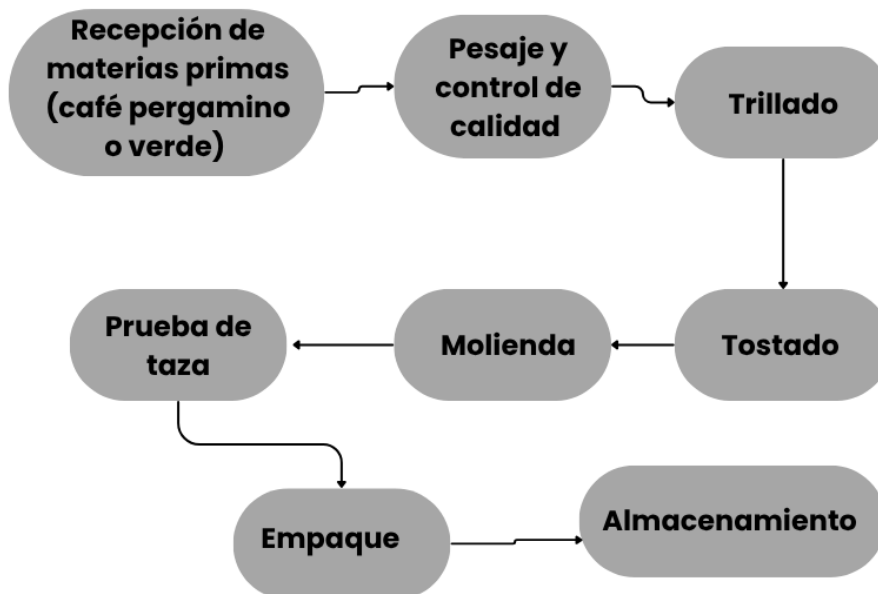 Recepción de
materias primas
(café pergamino
o verde)
Pesaje y
control de
calidad
Trillado
Tostado
Molienda
Prueba de
taza
Empaque
Almacenamiento